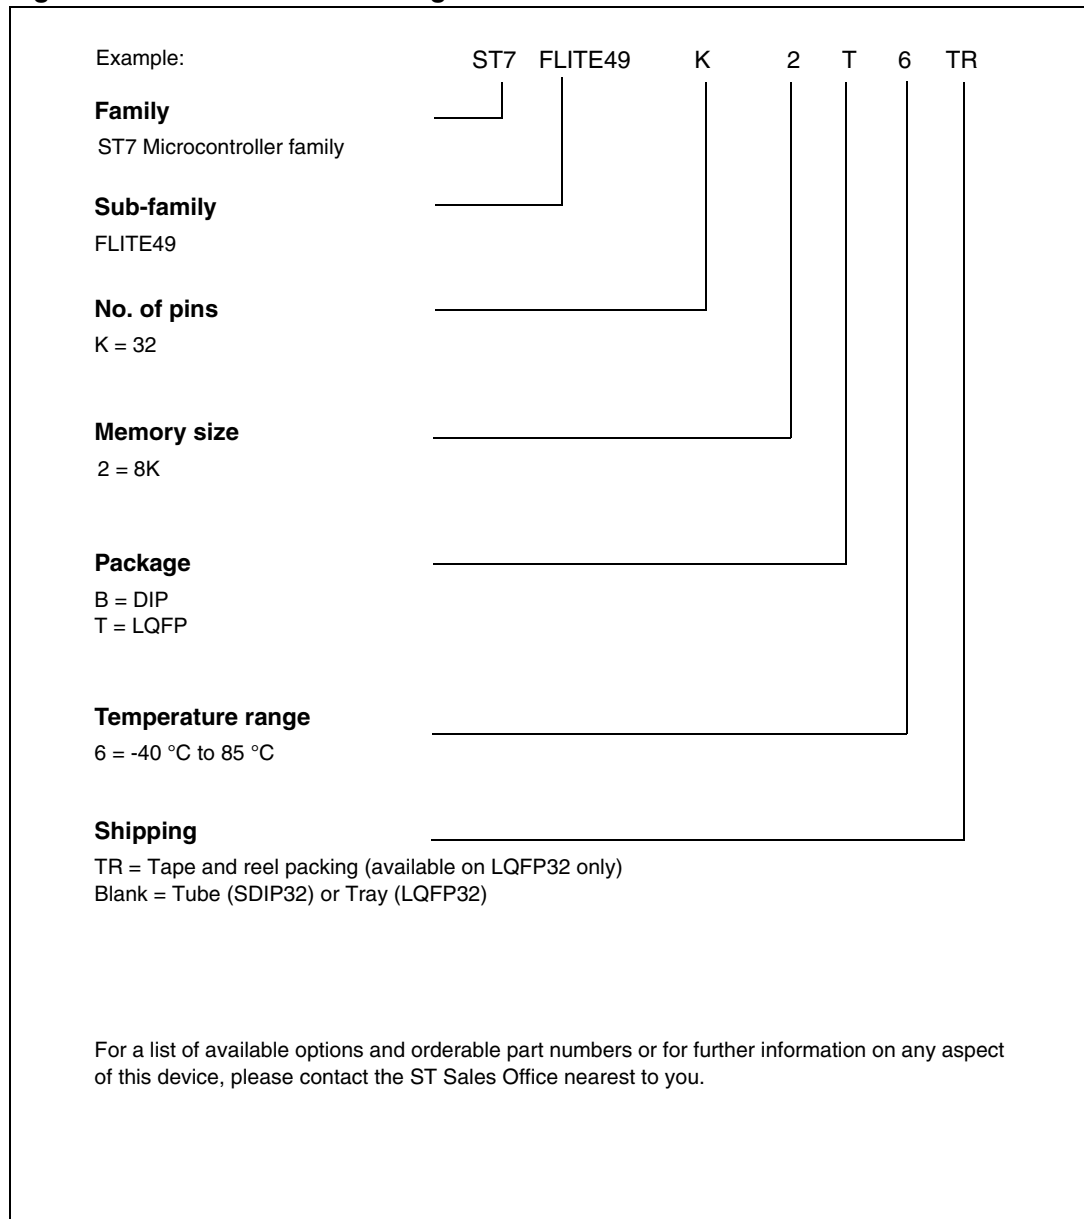 Example: ST7 FLITE49 K 2 T 6 TR
Family
ST7 Microcontroller family
Sub-family
FLITE49
No. of pins
K = 32
Memory size
2 = 8K
Package
B = DIP
T = LQFP
Temperature range
6 = -40 °C to 85 °C
Shipping
TR = Tape and reel packing (available on LQFP32 only)
Blank = Tube (SDIP32) or Tray (LQFP32)
For a list of available options and orderable part numbers or for further information on any aspect
of this device, please contact the ST Sales Office nearest to you.